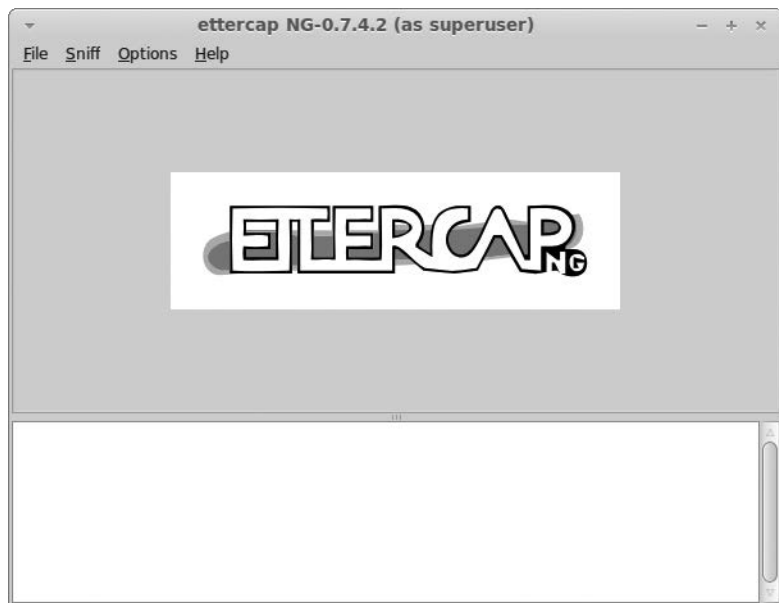 ettercap NG-0.7.4.2 (as superuser)
File Sniff Options Help
ETTERCAP
NG